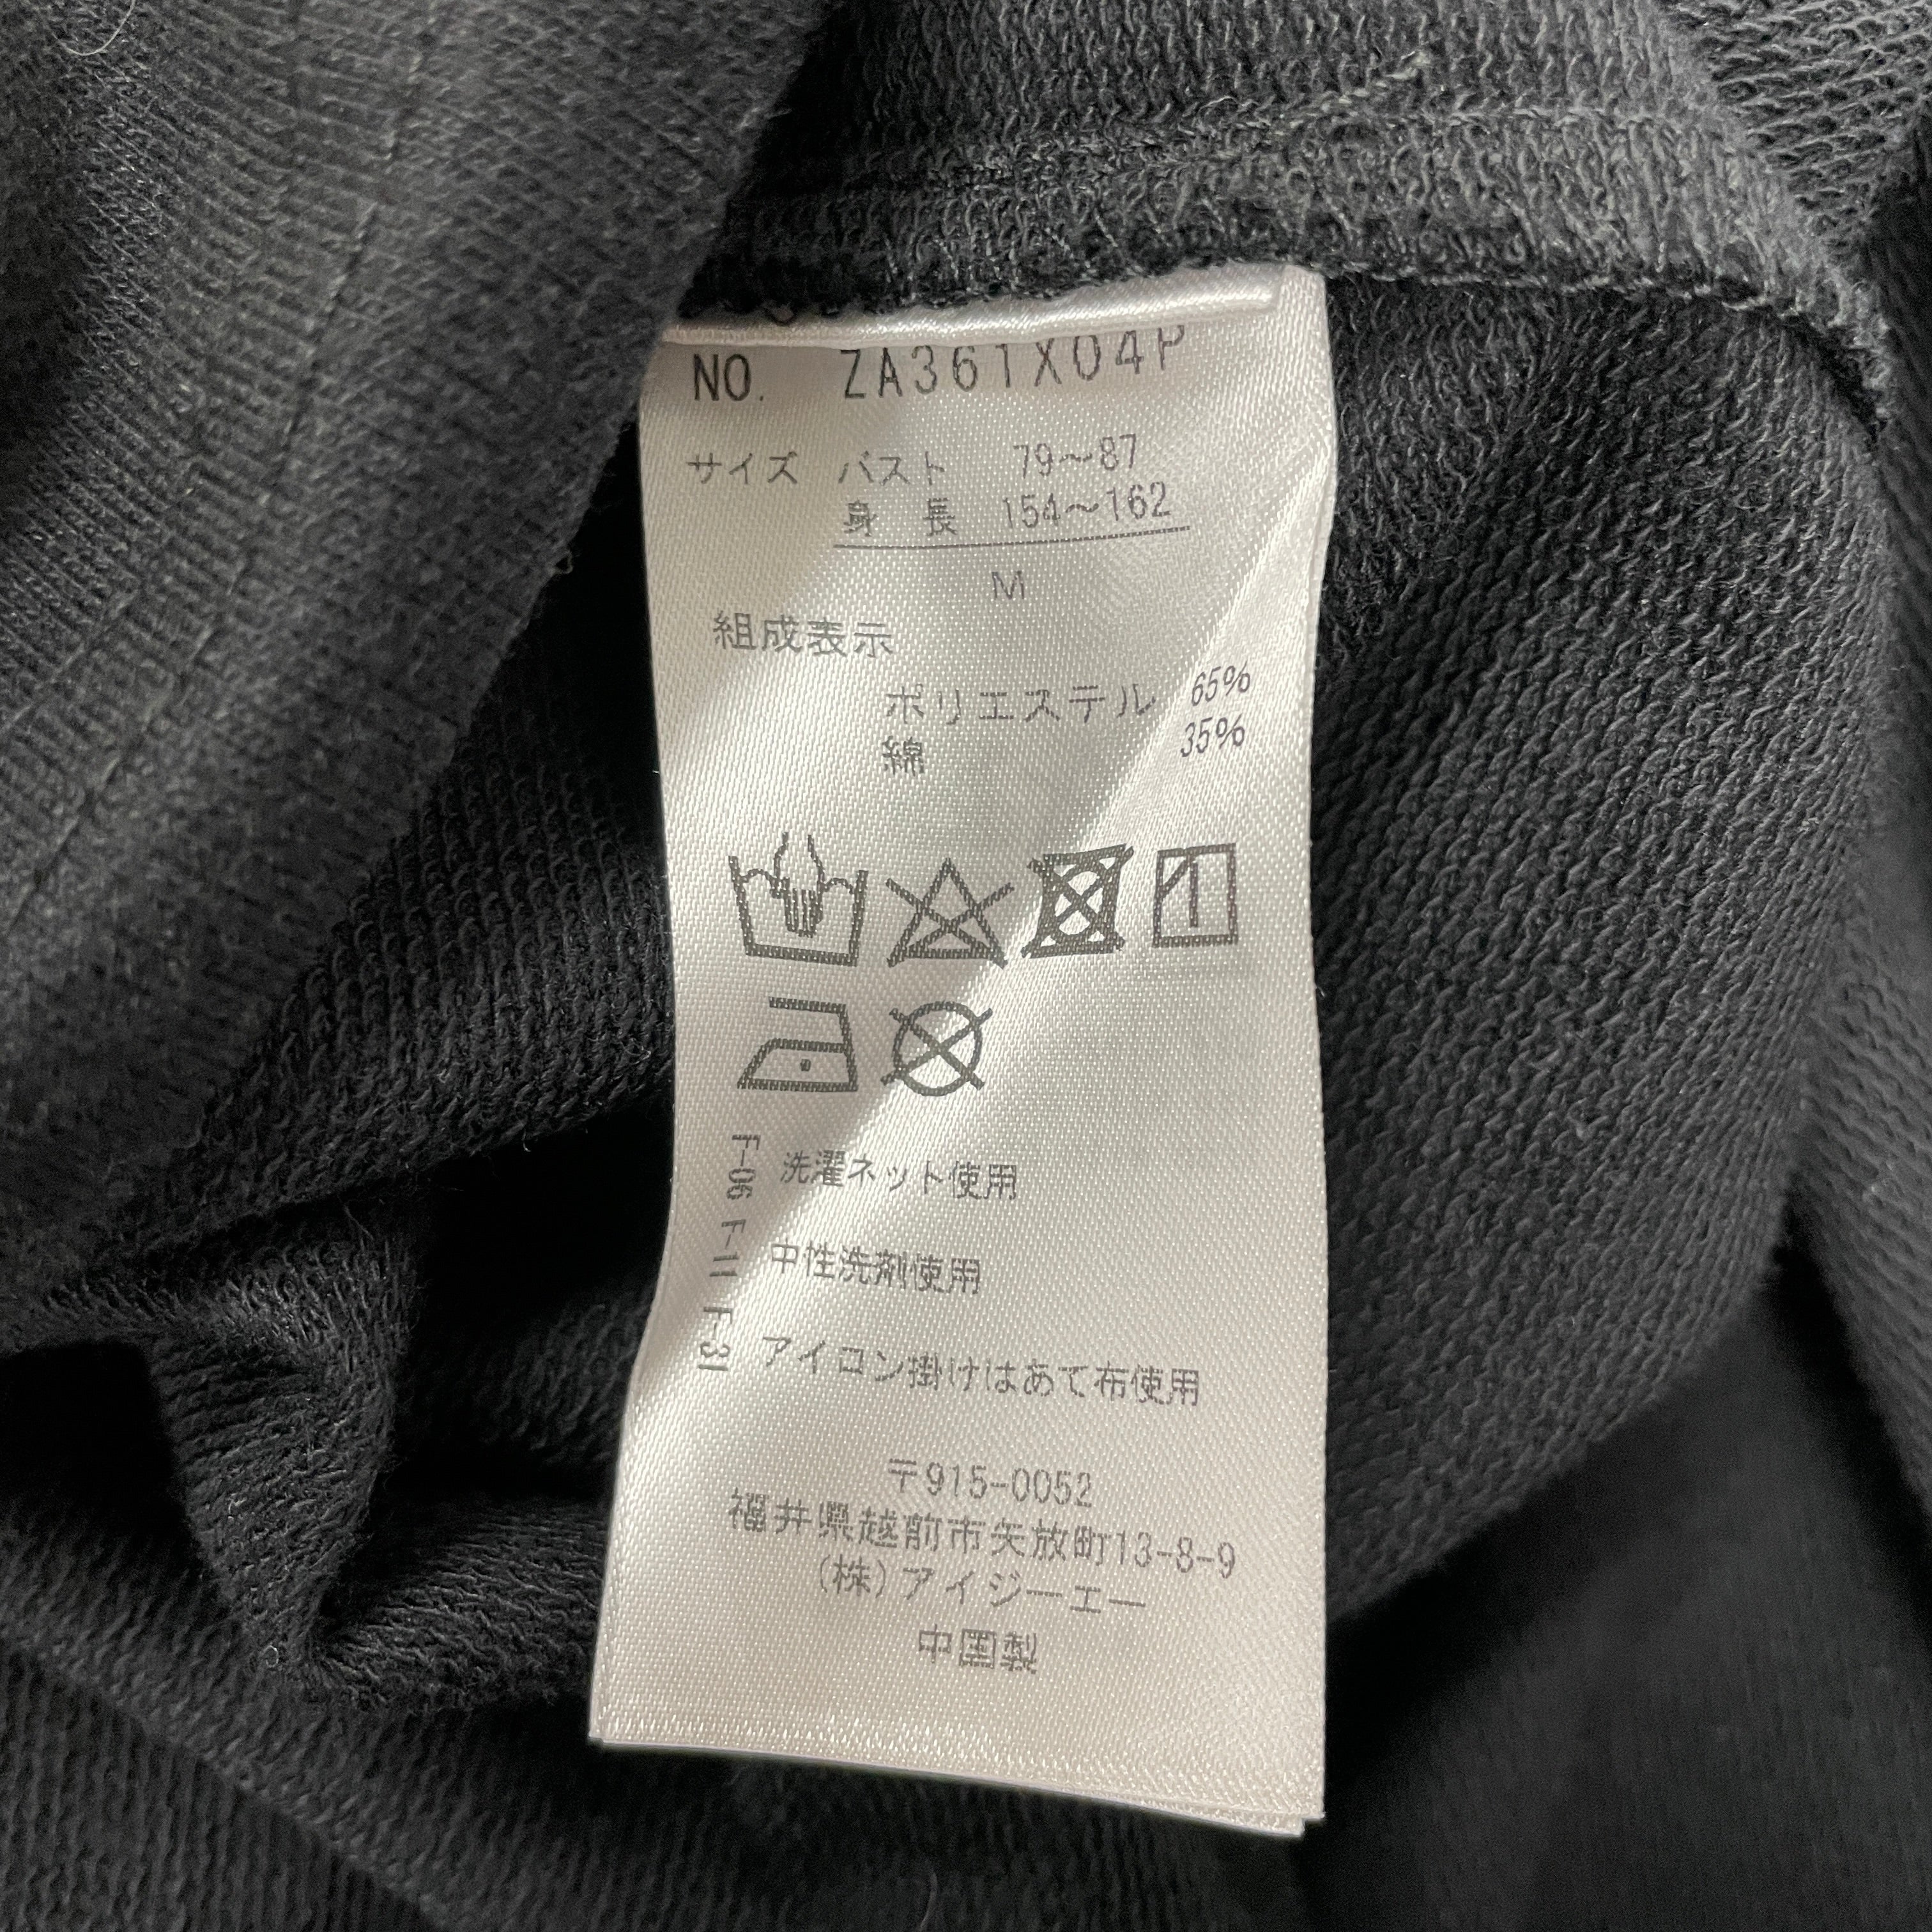 NO. ZA361X04P
サイズ バスト 79〜87
身 長 154〜162
M
組成表示
ポリエステル 65%
綿 35%
F-06 洗濯ネット使用
F-11 中性洗剤使用
F-31 アイロン掛けはあて布使用
〒915-0052
福井県越前市矢放町13-8-9
(株)アイジーエー
中国製